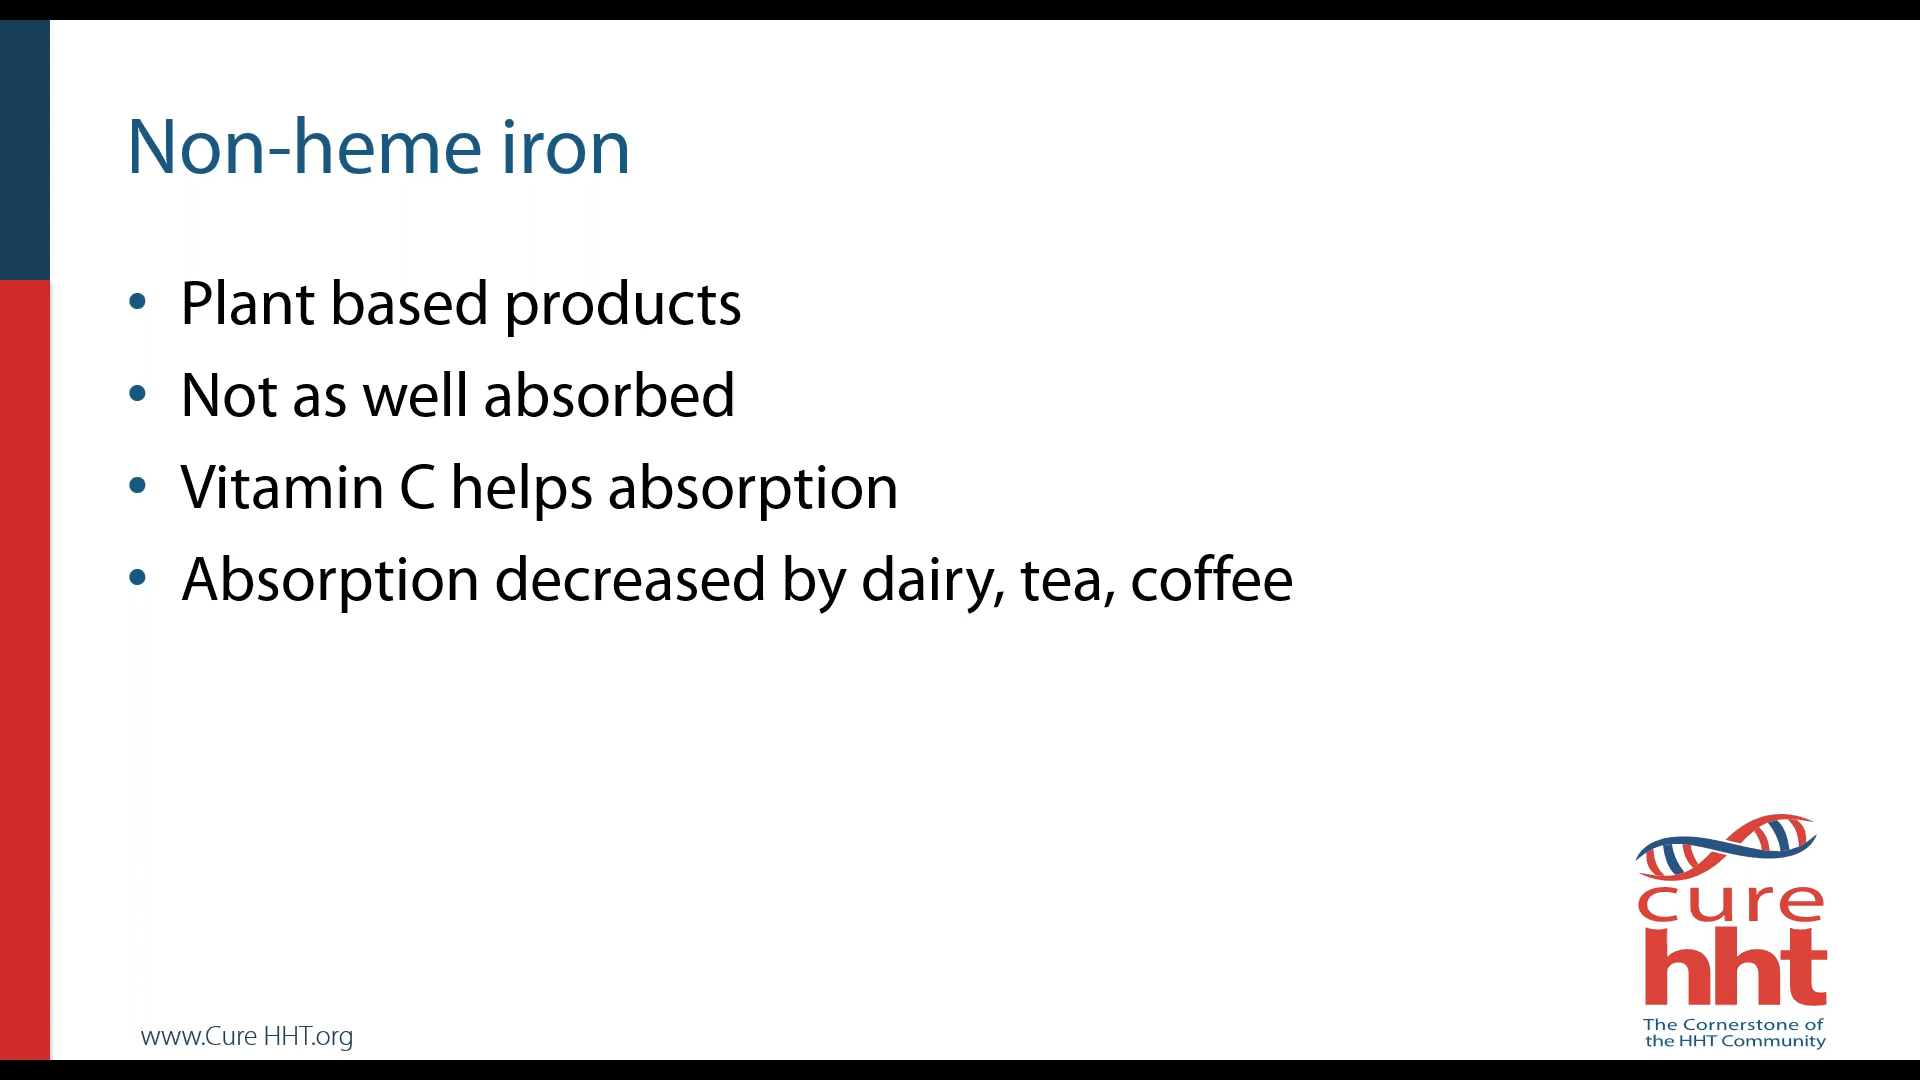 Non-heme iron
• Plant based products
• Not as well absorbed
• Vitamin C helps absorption
• Absorption decreased by dairy, tea, coffee
www.Cure HHT.org
cure
hht
The Cornerstone of
the HHT Community